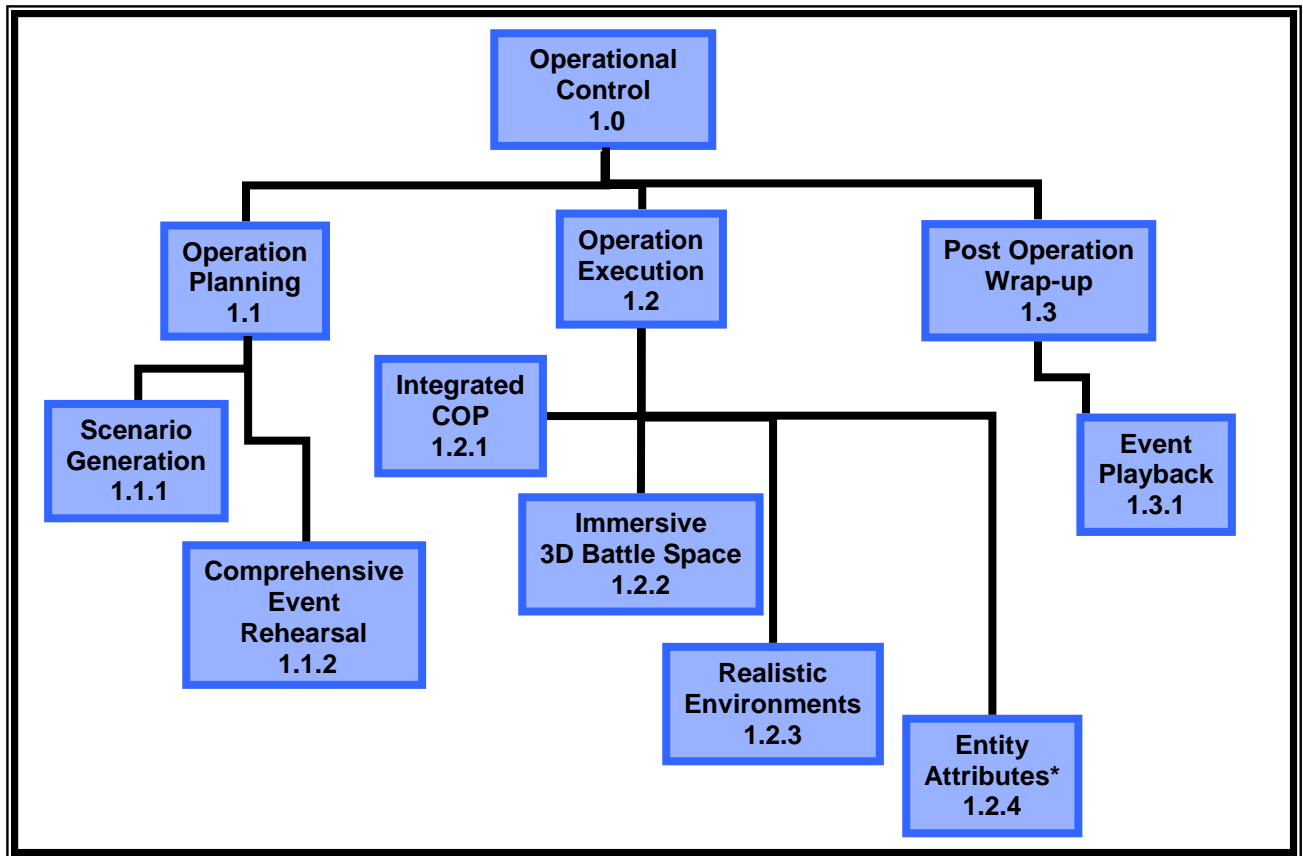 Operational
Control
1.0
Operation
Planning
1.1
Operation
Execution
1.2
Post Operation
Wrap-up
1.3
Scenario
Generation
1.1.1
Comprehensive
Event
Rehearsal
1.1.2
Integrated
COP
1.2.1
Immersive
3D Battle Space
1.2.2
Realistic
Environments
1.2.3
Entity
Attributes*
1.2.4
Event
Playback
1.3.1